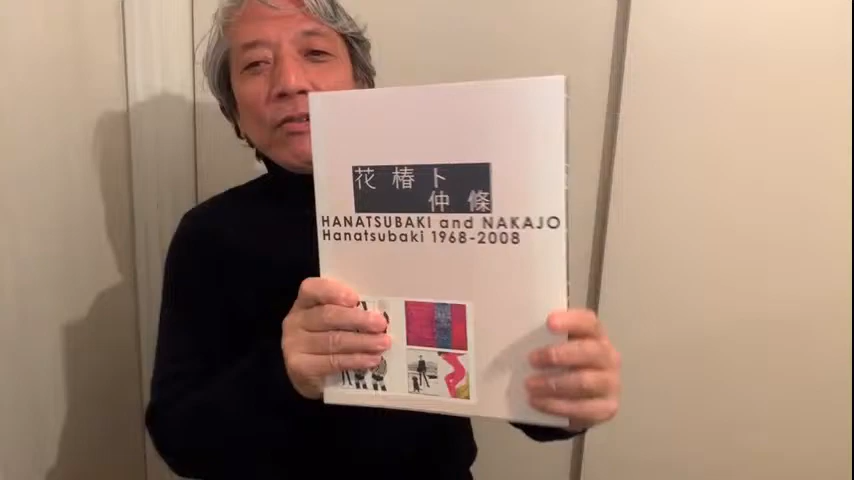 花椿ト
仲條
HANATSUBAKI and NAKAJO
Hanatsubaki 1968-2008